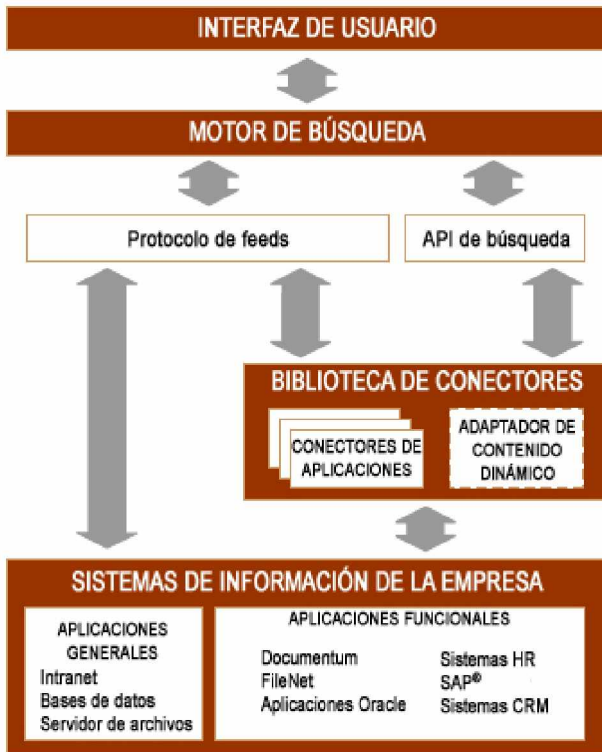 INTERFAZ DE USUARIO
MOTOR DE BÚSQUEDA
Protocolo de feeds
API de búsqueda
BIBLIOTECA DE CONECTORES
CONECTORES DE
APLICACIONES
ADAPTADOR DE
CONTENIDO
DINÁMICO
SISTEMAS DE INFORMACIÓN DE LA EMPRESA
APLICACIONES
GENERALES
Intranet
Bases de datos
Servidor de archivos
APLICACIONES FUNCIONALES
Documentum
FileNet
Aplicaciones Oracle
Sistemas HR
SAP®
Sistemas CRM